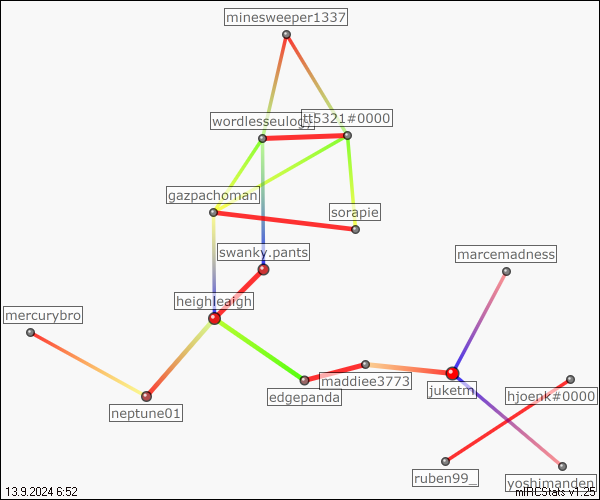 minesweeper1337
wordlesseulogy
tt5321#0000
gazpachoman
sorapie
swanky.pants
marcemadness
heighleaigh
mercurybro
maddiee3773
juketm
hjoenk#0000
edgepanda
neptune01
ruben99_
yoshimanden
13.9.2024 6:52
mIRCStats v1.25